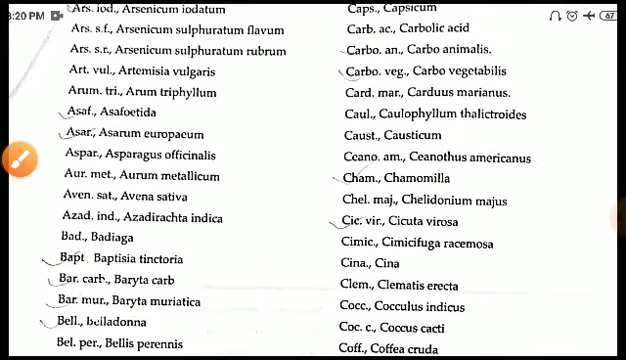 3:20 PM
67
Ars. iod., Arsenicum iodatum
Ars. s.f., Arsenicum sulphuratum flavum
Ars. s.r., Arsenicum sulphuratum rubrum
Art. vul., Artemisia vulgaris
Arum. tri., Arum triphyllum
Asaf., Asafoetida
Asar., Asarum europaeum
Aspar., Asparagus officinalis
Aur. met., Aurum metallicum
Aven. sat., Avena sativa
Azad. ind., Azadirachta indica
Bad., Badiaga
Bapt Baptisia tinctoria
Bar. carb., Baryta carb
Bar. mur., Baryta muriatica
Bell., belladonna
Bel. per., Bellis perennis
Caps., Capsicum
Carb. ac., Carbolic acid
Carbo. an., Carbo animalis.
Carbo. veg., Carbo vegetabilis
Card. mar., Carduus marianus.
Caul., Caulophyllum thalictroides
Caust., Causticum
Ceano. am., Ceanothus americanus
Cham., Chamomilla
Chel. maj., Chelidonium majus
Cic. vir., Cicuta virosa
Cimic., Cimicifuga racemosa
Cina., Cina
Clem., Clematis erecta
Cocc., Cocculus indicus
Coc. c., Coccus cacti
Coff., Coffea cruda